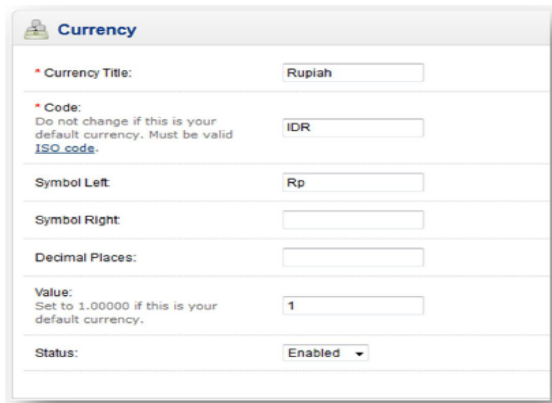 Currency
* Currency Title:
Rupiah
* Code:
Do not change if this is your
default currency. Must be valid
ISO code.
IDR
Symbol Left:
Rp
Symbol Right:
Decimal Places:
Value:
Set to 1.00000 if this is your
default currency.
1
Status:
Enabled